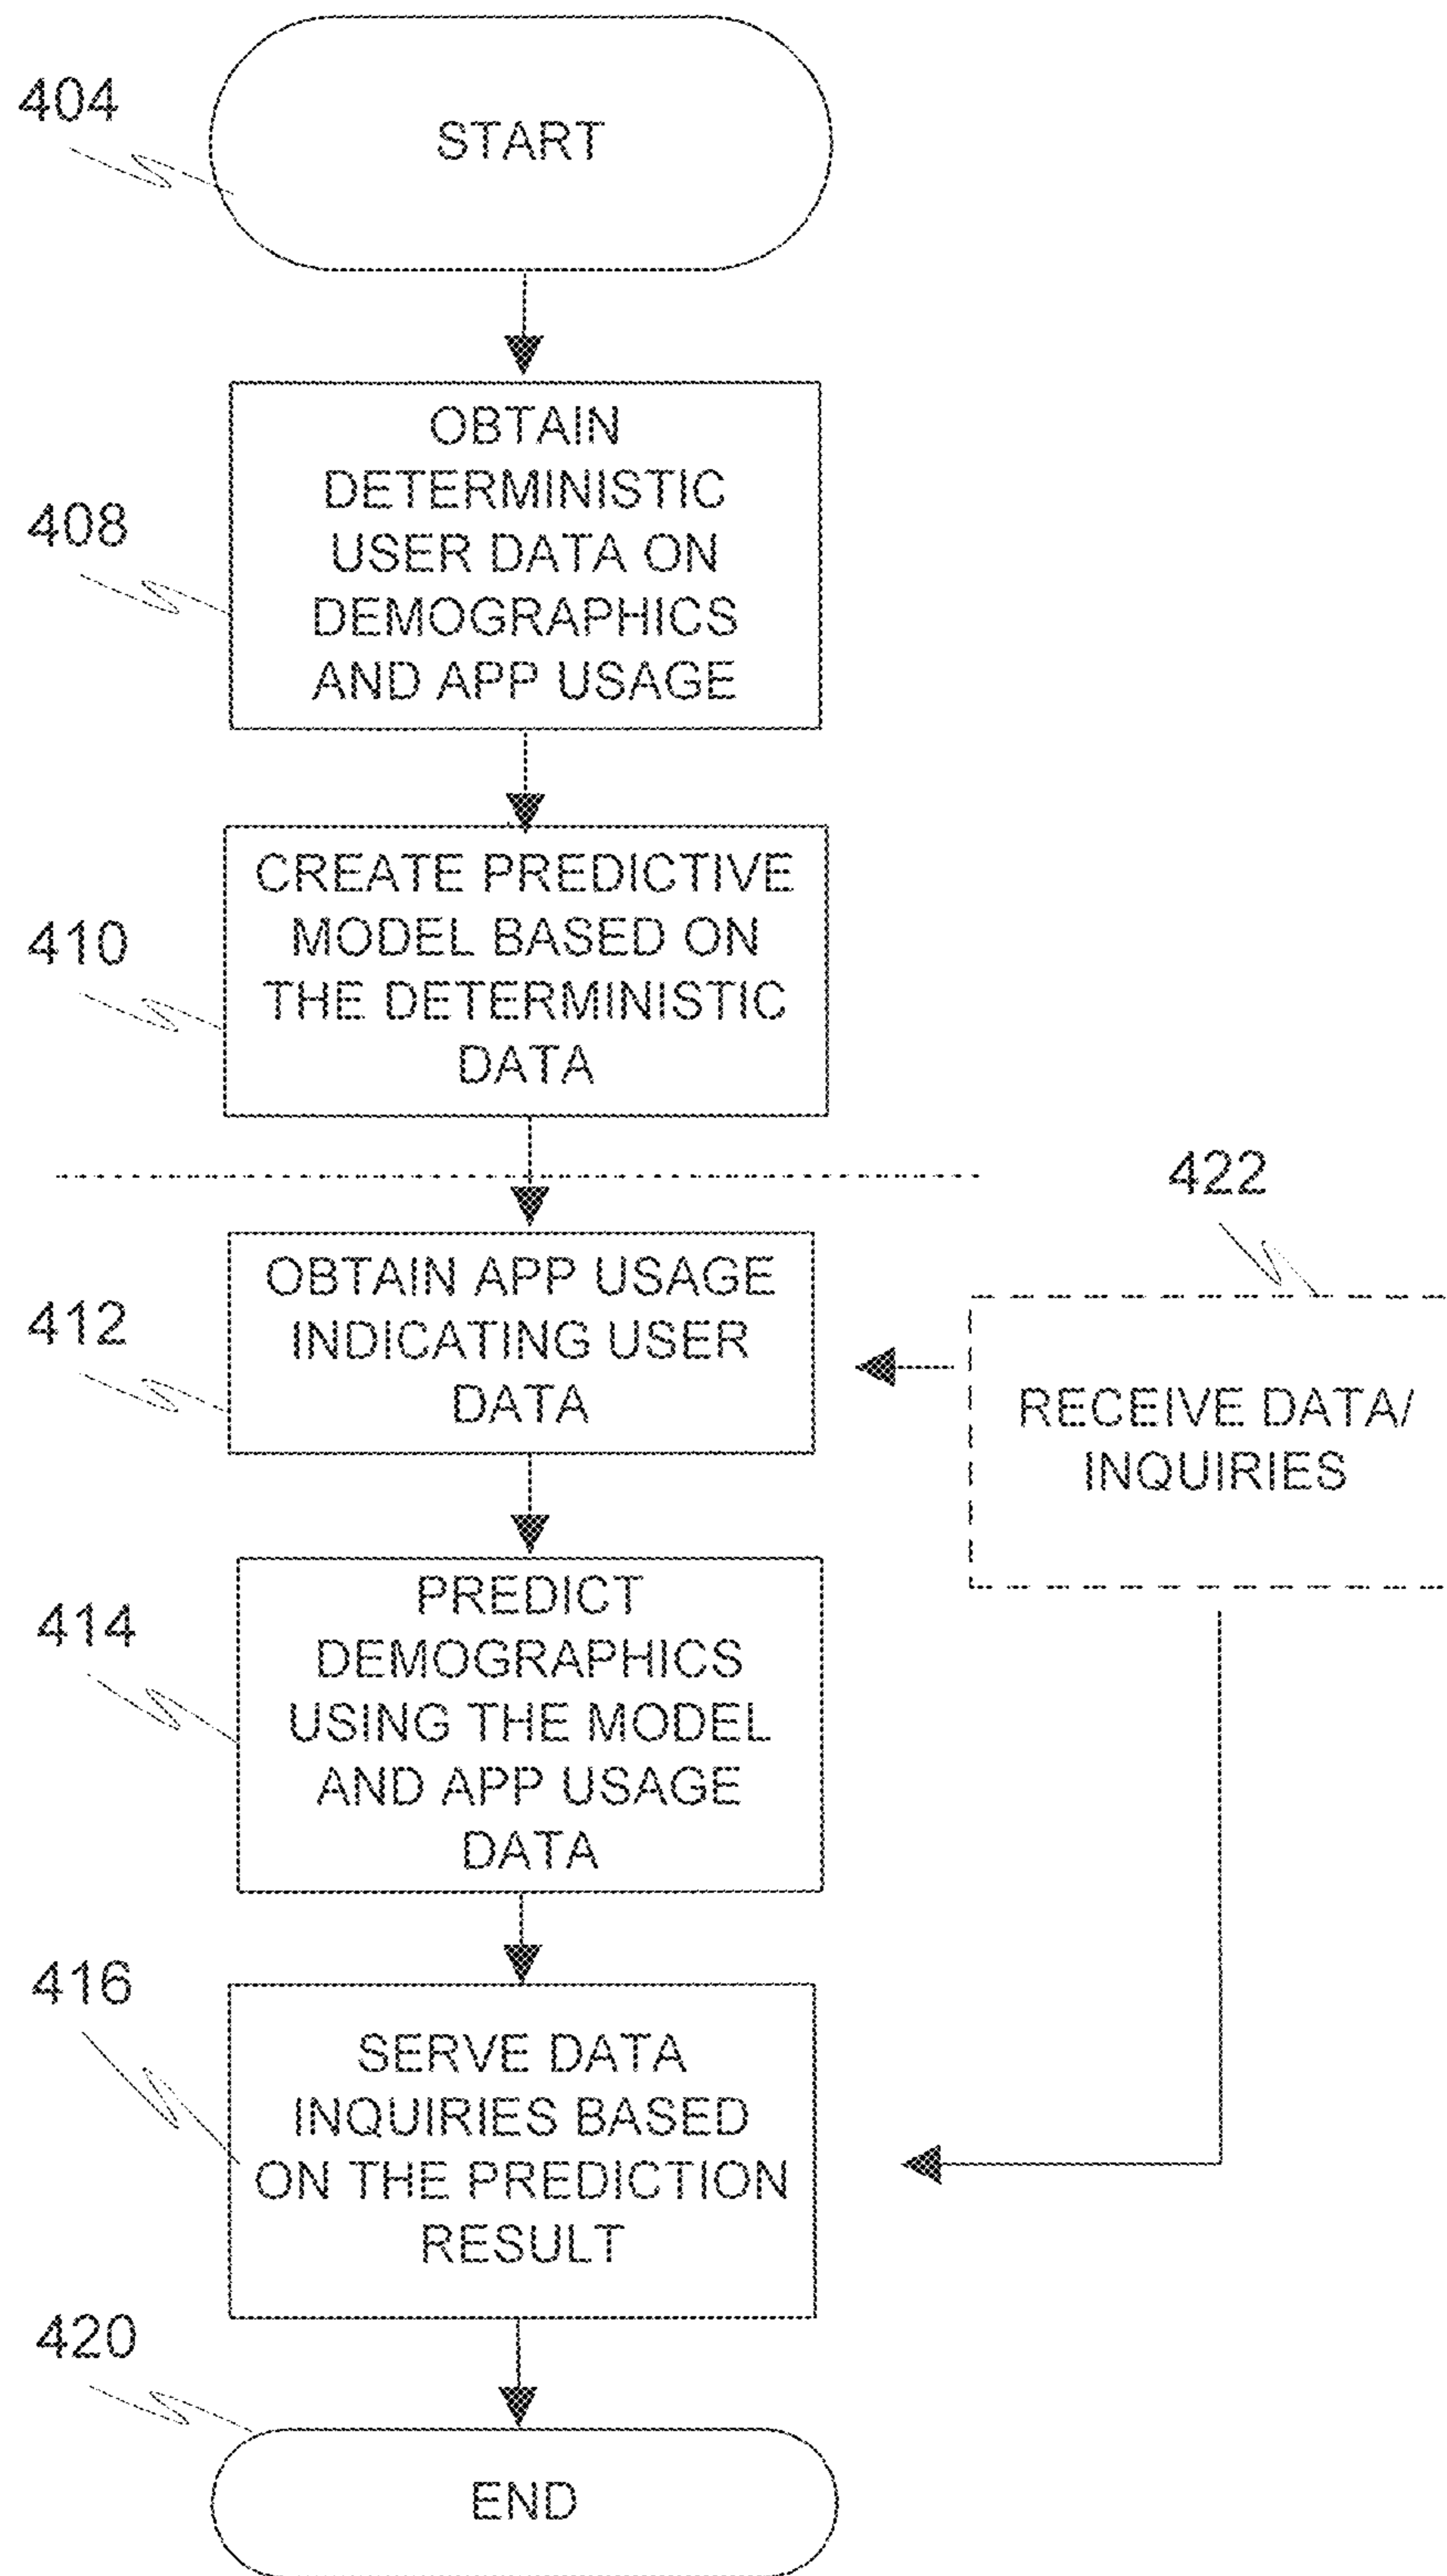 404
START
408
OBTAIN
DETERMINISTIC
USER DATA ON
DEMOGRAPHICS
AND APP USAGE
410
CREATE PREDICTIVE
MODEL BASED ON
THE DETERMINISTIC
DATA
412
OBTAIN APP USAGE
INDICATING USER
DATA
422
RECEIVE DATA/
INQUIRIES
414
PREDICT
DEMOGRAPHICS
USING THE MODEL
AND APP USAGE
DATA
416
SERVE DATA
INQUIRIES BASED
ON THE PREDICTION
RESULT
420
END